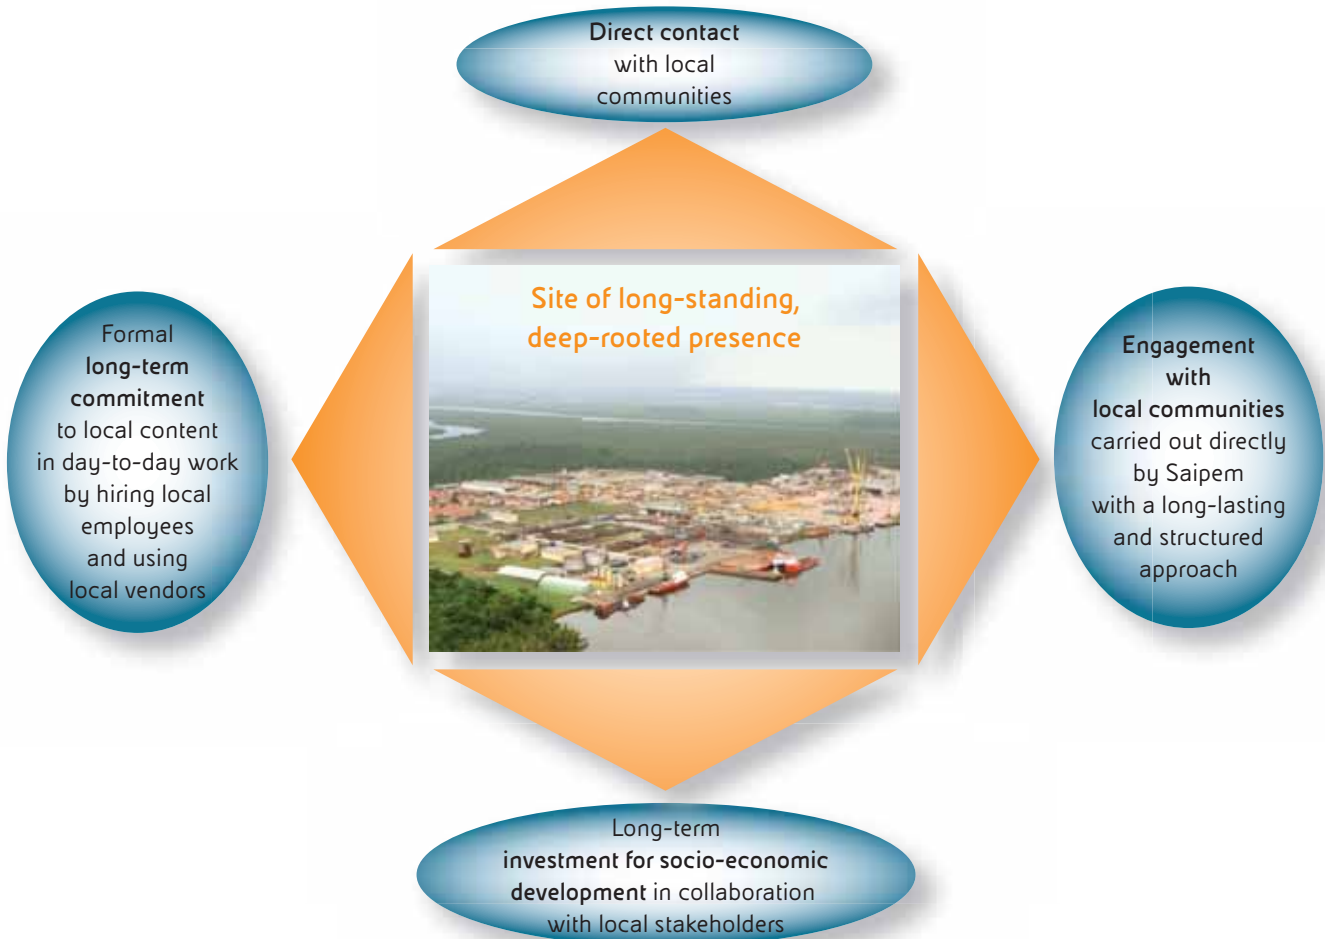 Direct contact
with local
communities
Site of long-standing,
deep-rooted presence
Formal
long-term
commitment
to local content
in day-to-day work
by hiring local
employees
and using
local vendors
Engagement
with
local communities
carried out directly
by Saipem
with a long-lasting
and structured
approach
Long-term
investment for socio-economic
development in collaboration
with local stakeholders